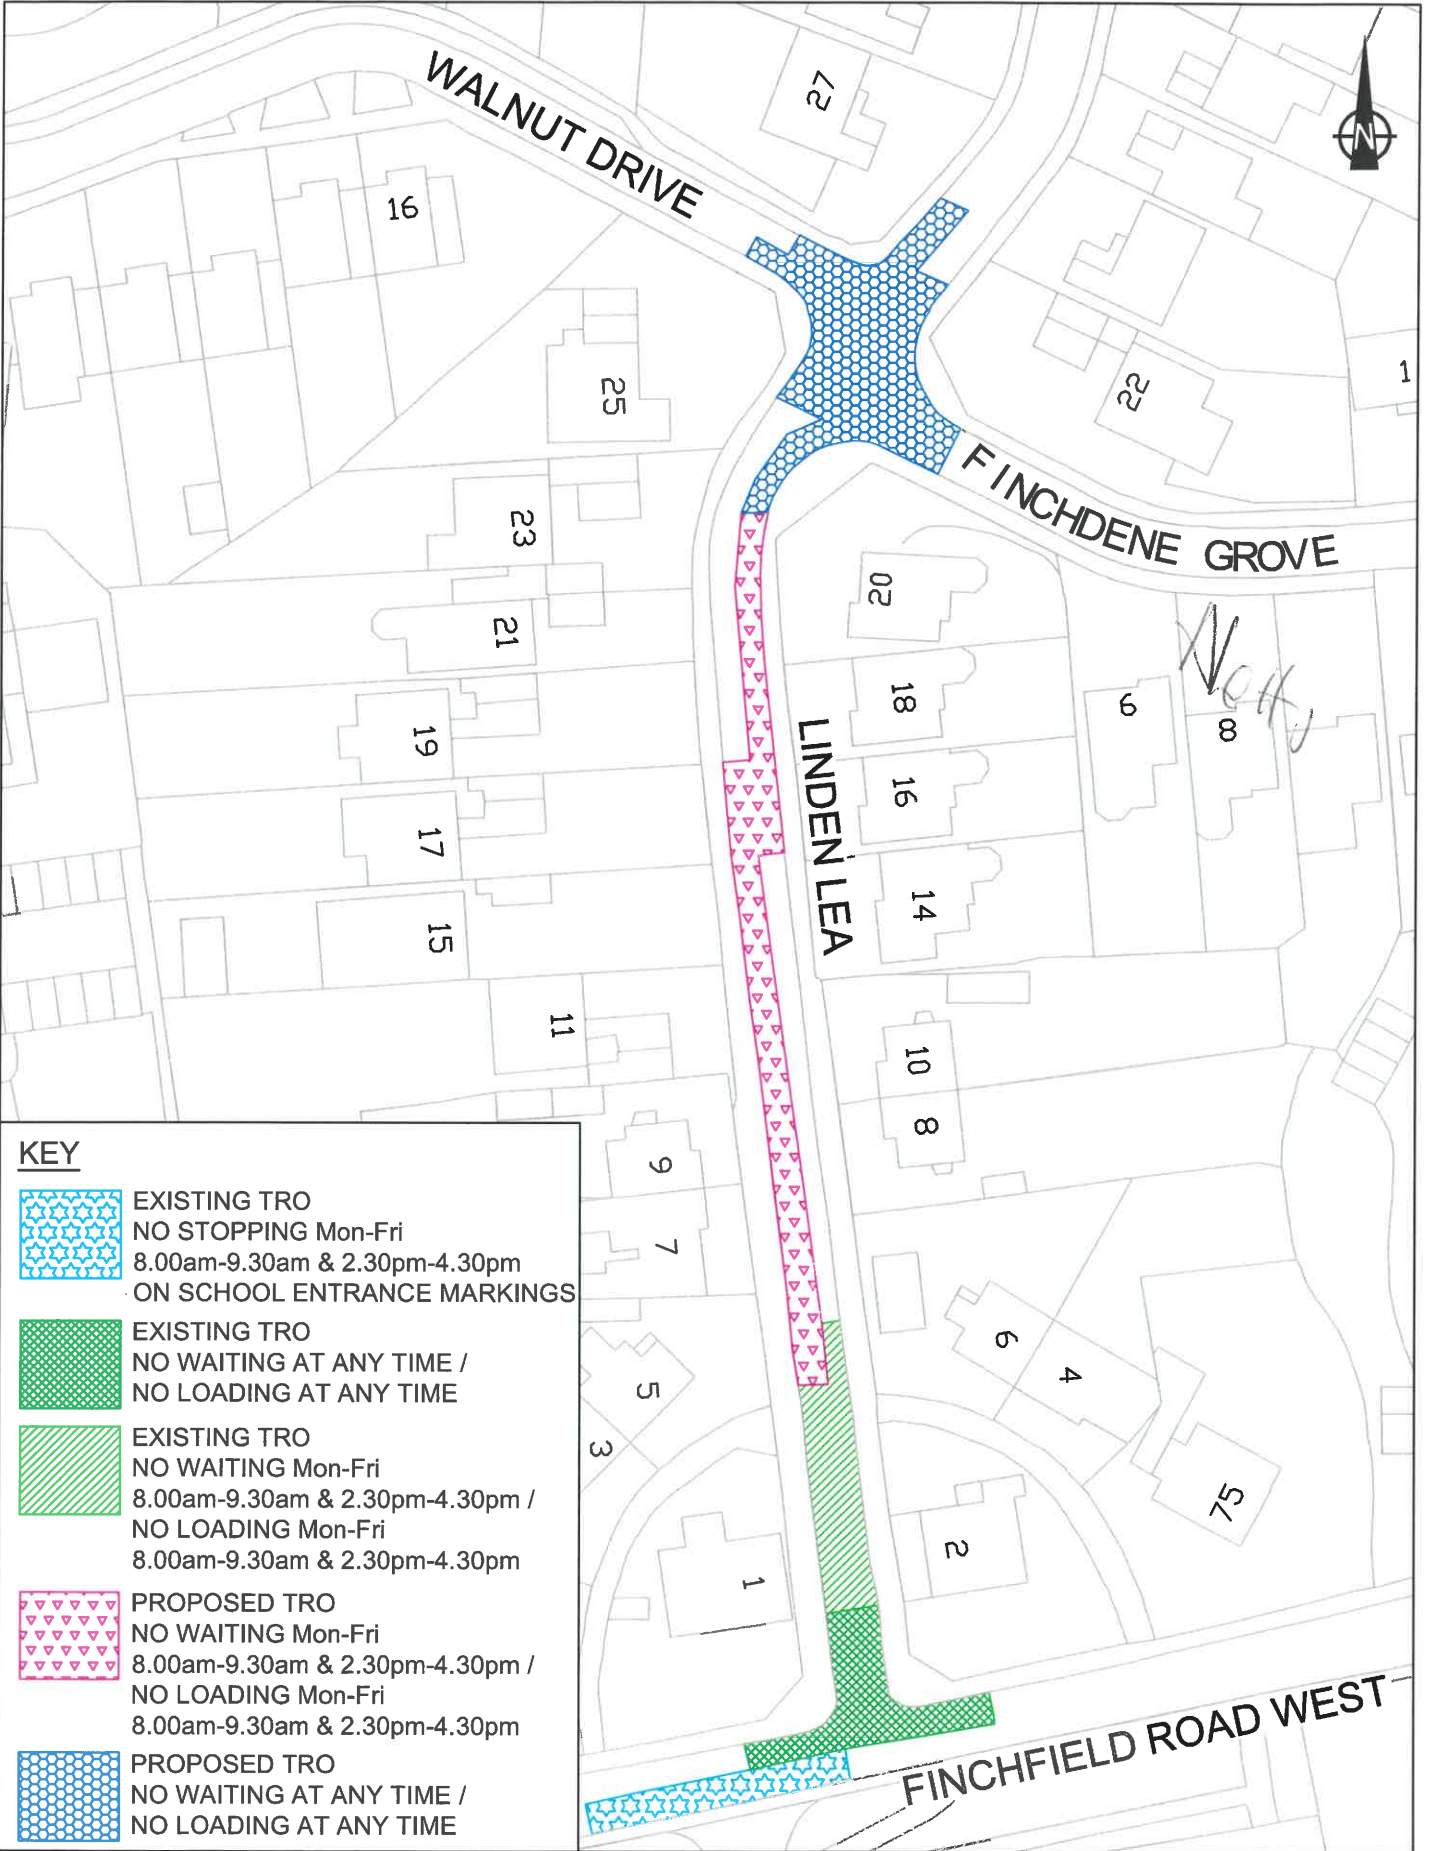 WALNUT DRIVE
27
N
16
25
22
1
FINCHDENE GROVE
23
20
21
18
6
8
19
LINDEN LEA
16
17
14
15
11
10
8
9
7
6
4
5
3
75
2
1
FINCHFIELD ROAD WEST
KEY
EXISTING TRO
NO STOPPING Mon-Fri
8.00am-9.30am & 2.30pm-4.30pm
ON SCHOOL ENTRANCE MARKINGS
EXISTING TRO
NO WAITING AT ANY TIME /
NO LOADING AT ANY TIME
EXISTING TRO
NO WAITING Mon-Fri
8.00am-9.30am & 2.30pm-4.30pm /
NO LOADING Mon-Fri
8.00am-9.30am & 2.30pm-4.30pm
PROPOSED TRO
NO WAITING Mon-Fri
8.00am-9.30am & 2.30pm-4.30pm /
NO LOADING Mon-Fri
8.00am-9.30am & 2.30pm-4.30pm
PROPOSED TRO
NO WAITING AT ANY TIME /
NO LOADING AT ANY TIME